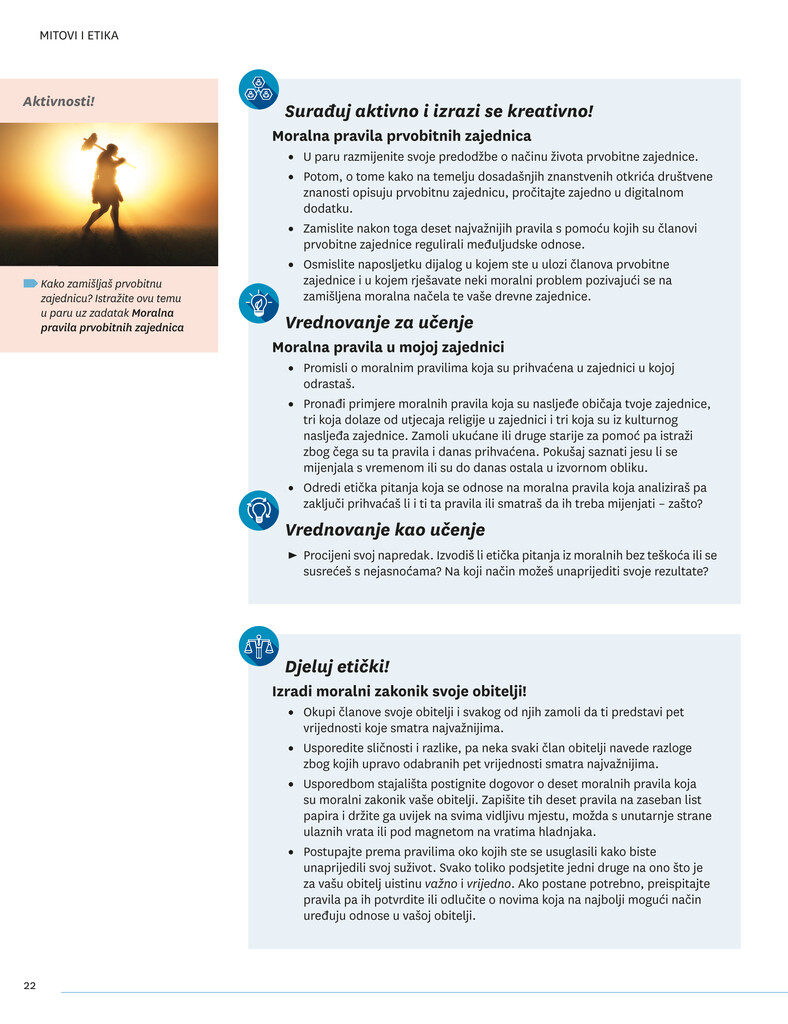 MITOVI I ETIKA
Aktivnosti!
Kako zamišljaš prvobitnu
zajednicu? Istražite ovu temu
u paru uz zadatak Moralna
pravila prvobitnih zajednica
Surađuj aktivno i izrazi se kreativno!
Moralna pravila prvobitnih zajednica
• U paru razmijenite svoje predodžbe o načinu života prvobitne zajednice.
• Potom, o tome kako na temelju dosadašnjih znanstvenih otkrića društvene
znanosti opisuju prvobitnu zajednicu, pročitajte zajedno u digitalnom
dodatku.
• Zamislite nakon toga deset najvažnijih pravila s pomoću kojih su članovi
prvobitne zajednice regulirali međuljudske odnose.
• Osmislite naposljetku dijalog u kojem ste u ulozi članova prvobitne
zajednice i u kojem rješavate neki moralni problem pozivajući se na
zamišljena moralna načela te vaše drevne zajednice.
Vrednovanje za učenje
Moralna pravila u mojoj zajednici
• Promisli o moralnim pravilima koja su prihvaćena u zajednici u kojoj
odrastaš.
• Pronađi primjere moralnih pravila koja su nasljeđe običaja tvoje zajednice,
tri koja dolaze od utjecaja religije u zajednici i tri koja su iz kulturnog
nasljeđa zajednice. Zamoli ukućane ili druge starije za pomoć pa istraži
zbog čega su ta pravila i danas prihvaćena. Pokušaj saznati jesu li se
mijenjala s vremenom ili su do danas ostala u izvornom obliku.
• Odredi etička pitanja koja se odnose na moralna pravila koja analiziraš pa
zaključi prihvaćaš li i ti ta pravila ili smatraš da ih treba mijenjati – zašto?
Vrednovanje kao učenje
► Procijeni svoj napredak. Izvodiš li etička pitanja iz moralnih bez teškoća ili se
susrećeš s nejasnoćama? Na koji način možeš unaprijediti svoje rezultate?
Djeluj etički!
Izradi moralni zakonik svoje obitelji!
• Okupi članove svoje obitelji i svakog od njih zamoli da ti predstavi pet
vrijednosti koje smatra najvažnijima.
• Usporedite sličnosti i razlike, pa neka svaki član obitelji navede razloge
zbog kojih upravo odabranih pet vrijednosti smatra najvažnijima.
• Usporedbom stajališta postignite dogovor o deset moralnih pravila koja
su moralni zakonik vaše obitelji. Zapišite tih deset pravila na zaseban list
papira i držite ga uvijek na svima vidljivu mjestu, možda s unutarnje strane
ulaznih vrata ili pod magnetom na vratima hladnjaka.
• Postupajte prema pravilima oko kojih ste se usuglasili kako biste
unaprijedili svoj suživot. Svako toliko podsjetite jedni druge na ono što je
za vašu obitelj uistinu važno i vrijedno. Ako postane potrebno, preispitajte
pravila pa ih potvrdite ili odlučite o novima koja na najbolji mogući način
uređuju odnose u vašoj obitelji.
22